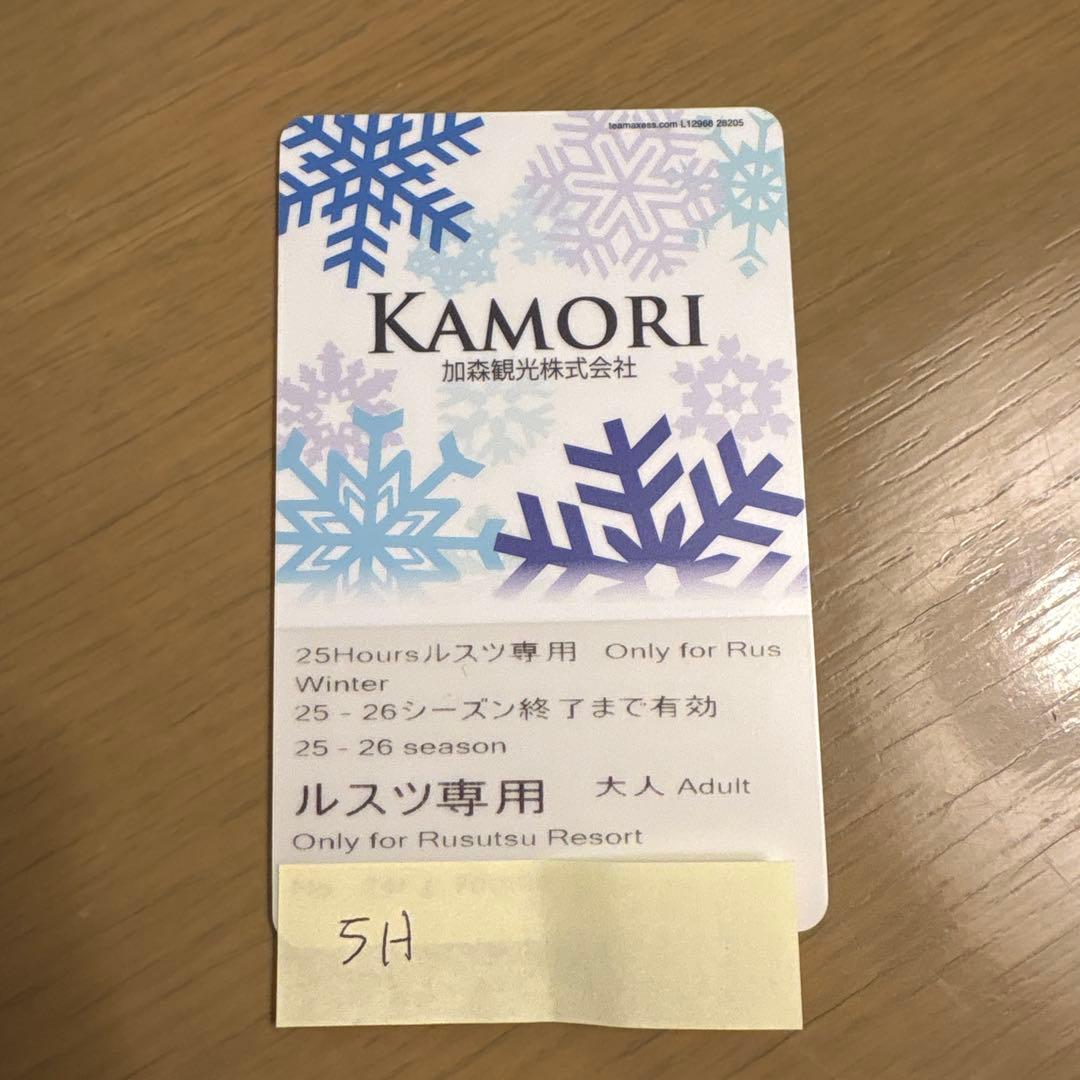 teamaxess.com L12968 28205
KAMORI
加森観光株式会社
25Hoursルスツ専用 Only for Rus
Winter
25 - 26シーズン終了まで有効
25 - 26 season
ルスツ専用 大人 Adult
Only for Rusutsu Resort
5H